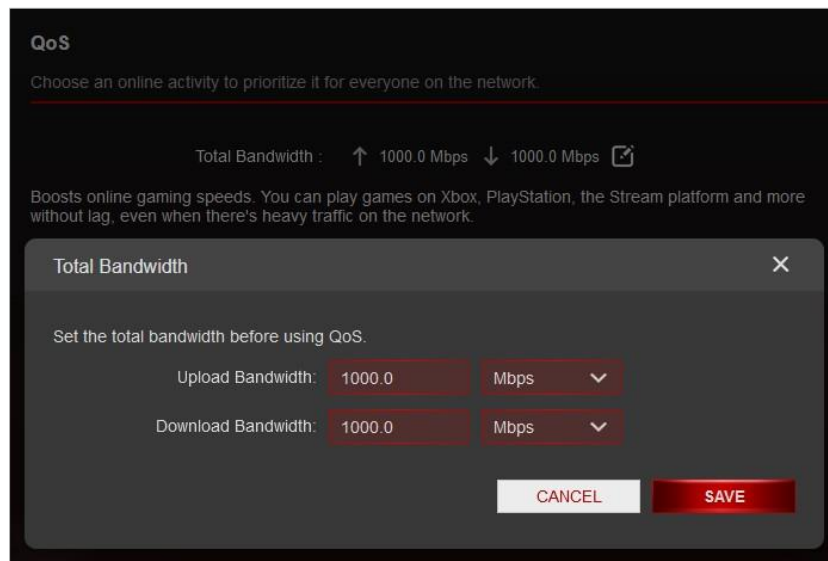 QoS
Choose an online activity to prioritize it for everyone on the network.
Total Bandwidth : ↑ 1000.0 Mbps ↓ 1000.0 Mbps
Boosts online gaming speeds. You can play games on Xbox, PlayStation, the Stream platform and more
without lag, even when there's heavy traffic on the network.
Total Bandwidth
Set the total bandwidth before using QoS.
Upload Bandwidth: 1000.0 Mbps
Download Bandwidth: 1000.0 Mbps
CANCEL SAVE